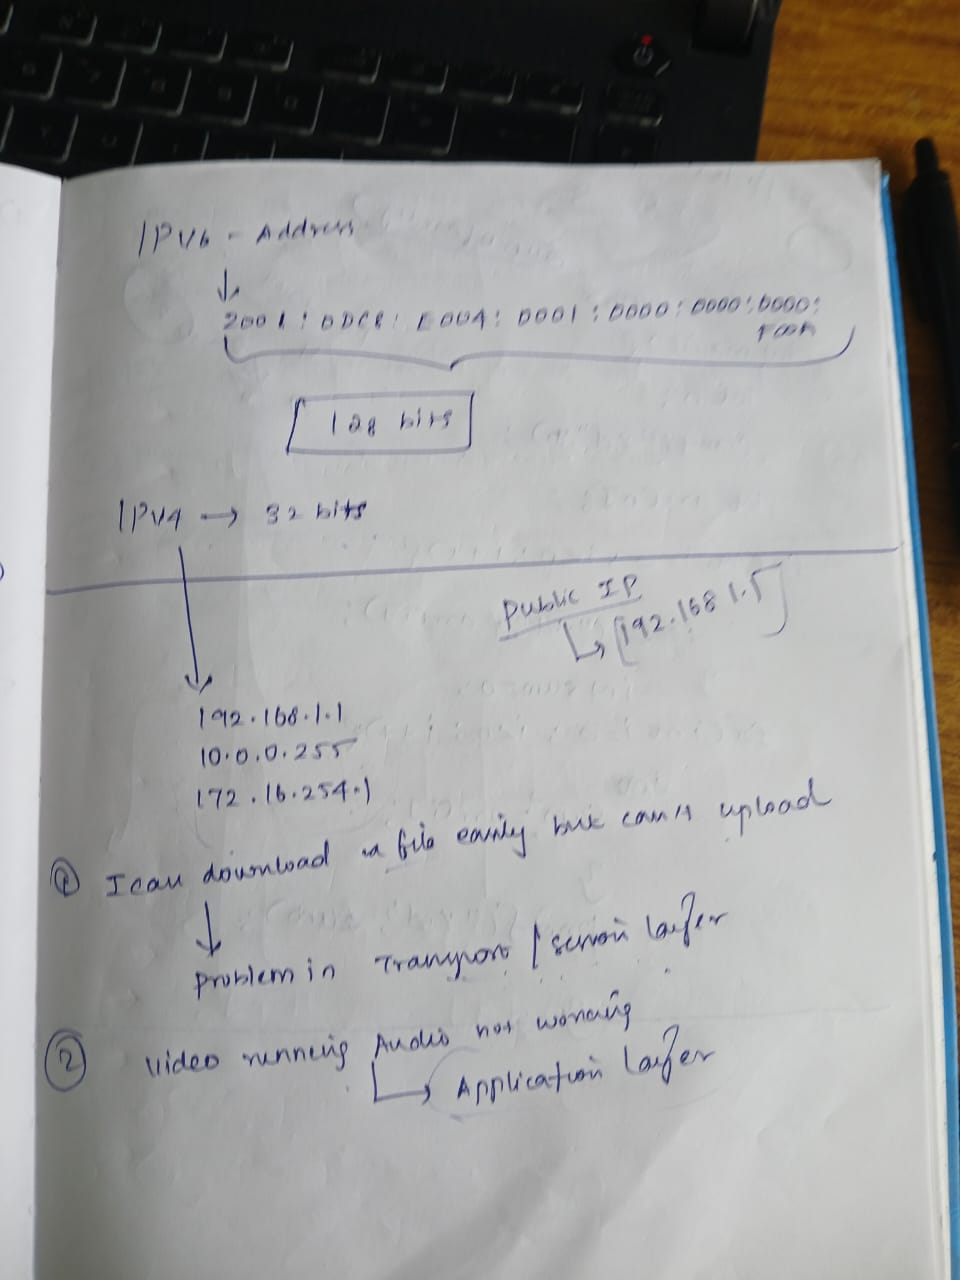 IPV6 - Address
2001 : 0DC8 : E004 : 0001 : 0000 : 0000 : 0000 :
F00A
128 bits
IPV4 → 32 bits
Public IP
[192.168 1.5]
192.168.1.1
10.0.0.255
172.16.254.1
① I can download a file easily but can't upload
Problem in Transport / session layer
② Video running Audio not working
Application layer